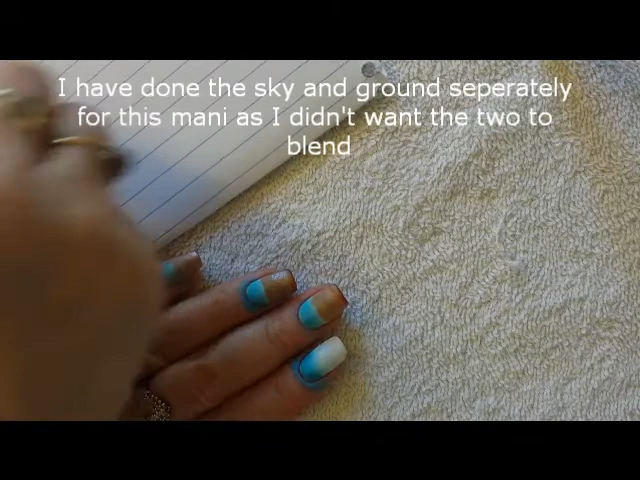 I have done the sky and ground seperately
for this mani as I didn't want the two to
blend